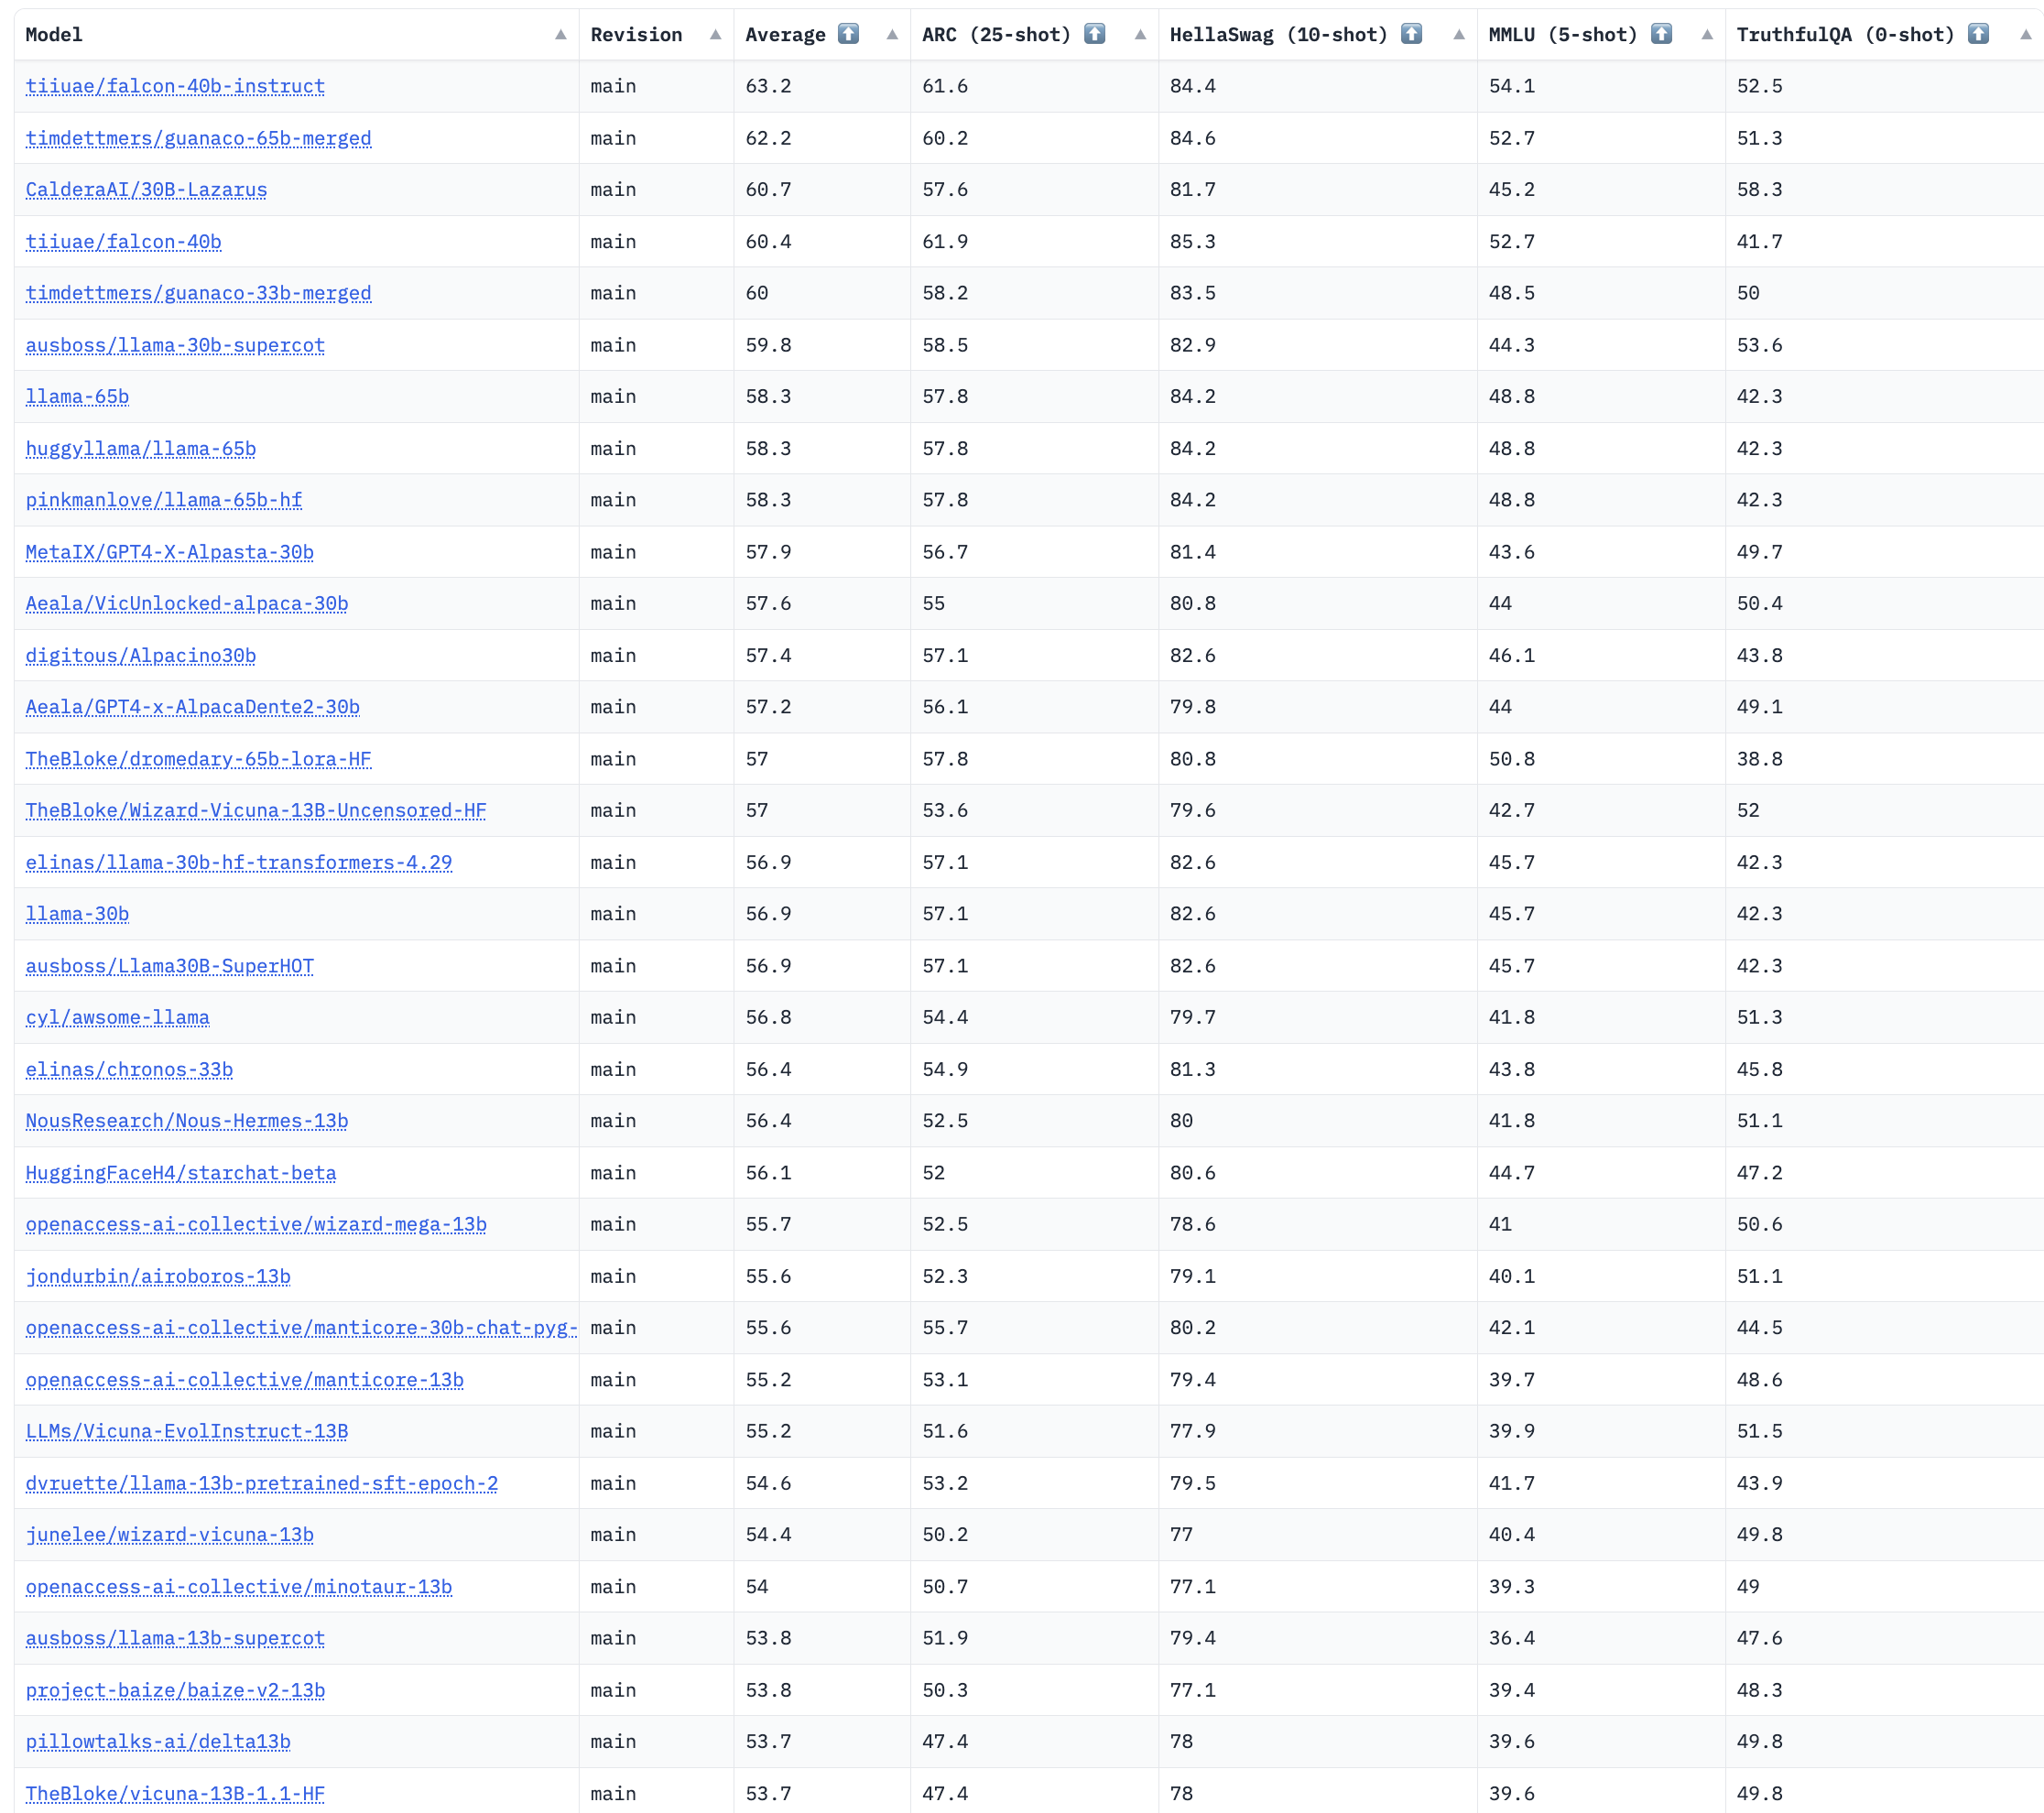 Model Revision Average ARC (25-shot) HellaSwag (10-shot) MMLU (5-shot) TruthfulQA (0-shot)
tiiuae/falcon-40b-instruct main 63.2 61.6 84.4 54.1 52.5
timdettmers/guanaco-65b-merged main 62.2 60.2 84.6 52.7 51.3
CalderaAI/30B-Lazarus main 60.7 57.6 81.7 45.2 58.3
tiiuae/falcon-40b main 60.4 61.9 85.3 52.7 41.7
timdettmers/guanaco-33b-merged main 60 58.2 83.5 48.5 50
ausboss/llama-30b-supercot main 59.8 58.5 82.9 44.3 53.6
llama-65b main 58.3 57.8 84.2 48.8 42.3
huggyllama/llama-65b main 58.3 57.8 84.2 48.8 42.3
pinkmanlove/llama-65b-hf main 58.3 57.8 84.2 48.8 42.3
MetaIX/GPT4-X-Alpasta-30b main 57.9 56.7 81.4 43.6 49.7
Aeala/VicUnlocked-alpaca-30b main 57.6 55 80.8 44 50.4
digitous/Alpacino30b main 57.4 57.1 82.6 46.1 43.8
Aeala/GPT4-x-AlpacaDente2-30b main 57.2 56.1 79.8 44 49.1
TheBloke/dromedary-65b-lora-HF main 57 57.8 80.8 50.8 38.8
TheBloke/Wizard-Vicuna-13B-Uncensored-HF main 57 53.6 79.6 42.7 52
elinas/llama-30b-hf-transformers-4.29 main 56.9 57.1 82.6 45.7 42.3
llama-30b main 56.9 57.1 82.6 45.7 42.3
ausboss/Llama30B-SuperHOT main 56.9 57.1 82.6 45.7 42.3
cyl/awsome-llama main 56.8 54.4 79.7 41.8 51.3
elinas/chronos-33b main 56.4 54.9 81.3 43.8 45.8
NousResearch/Nous-Hermes-13b main 56.4 52.5 80 41.8 51.1
HuggingFaceH4/starchat-beta main 56.1 52 80.6 44.7 47.2
openaccess-ai-collective/wizard-mega-13b main 55.7 52.5 78.6 41 50.6
jondurbin/airoboros-13b main 55.6 52.3 79.1 40.1 51.1
openaccess-ai-collective/manticore-30b-chat-pyg- main 55.6 55.7 80.2 42.1 44.5
openaccess-ai-collective/manticore-13b main 55.2 53.1 79.4 39.7 48.6
LLMs/Vicuna-EvolInstruct-13B main 55.2 51.6 77.9 39.9 51.5
dvruette/llama-13b-pretrained-sft-epoch-2 main 54.6 53.2 79.5 41.7 43.9
junelee/wizard-vicuna-13b main 54.4 50.2 77 40.4 49.8
openaccess-ai-collective/minotaur-13b main 54 50.7 77.1 39.3 49
ausboss/llama-13b-supercot main 53.8 51.9 79.4 36.4 47.6
project-baize/baize-v2-13b main 53.8 50.3 77.1 39.4 48.3
pillowtalks-ai/delta13b main 53.7 47.4 78 39.6 49.8
TheBloke/vicuna-13B-1.1-HF main 53.7 47.4 78 39.6 49.8